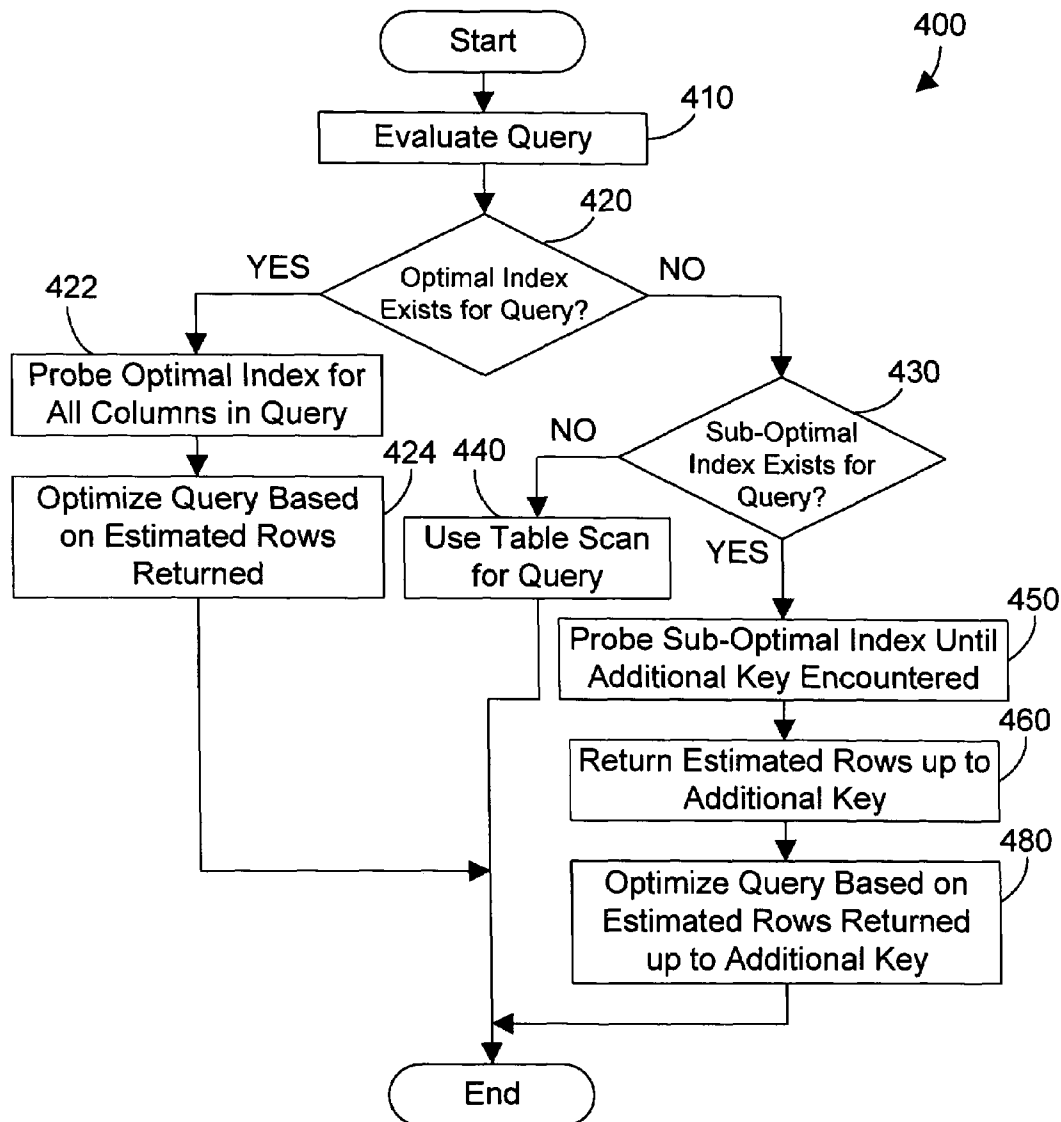 Start
400
410
Evaluate Query
420
YES
Optimal Index
Exists for Query?
NO
422
Probe Optimal Index for
All Columns in Query
430
NO
Sub-Optimal
Index Exists for
Query?
424
Optimize Query Based
on Estimated Rows
Returned
440
Use Table Scan
for Query
YES
450
Probe Sub-Optimal Index Until
Additional Key Encountered
460
Return Estimated Rows up to
Additional Key
480
Optimize Query Based on
Estimated Rows Returned
up to Additional Key
End